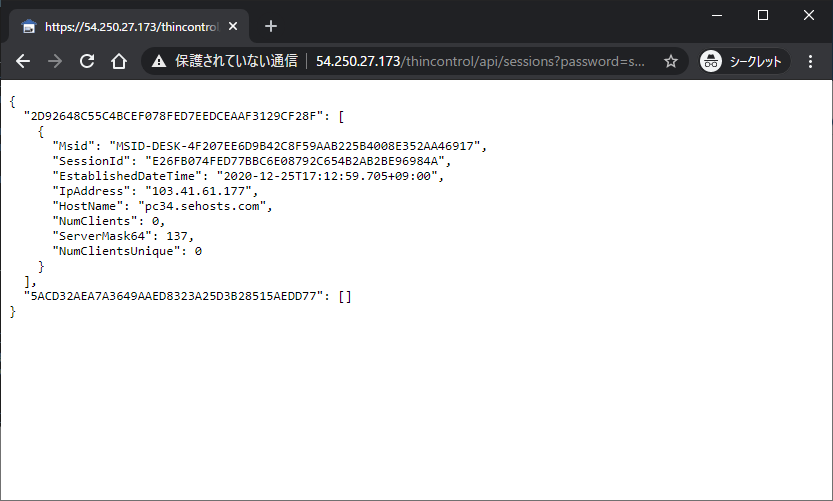 https://54.250.27.173/thincontrol
保護されていない通信 54.250.27.173/thincontrol/api/sessions?password=s...
シークレット
{
"2D92648C55C4BCEF078FED7EEDCEAAF3129CF28F": [
{
"Msid": "MSID-DESK-4F207EE6D9B42C8F59AAB225B4008E352AA46917",
"SessionId": "E26FB074FED77BBC6E08792C654B2AB2BE96984A",
"EstablishedDateTime": "2020-12-25T17:12:59.705+09:00",
"IpAddress": "103.41.61.177",
"HostName": "pc34.sehosts.com",
"NumClients": 0,
"ServerMask64": 137,
"NumClientsUnique": 0
}
],
"5ACD32AEA7A3649AAED8323A25D3B28515AEDD77": []
}